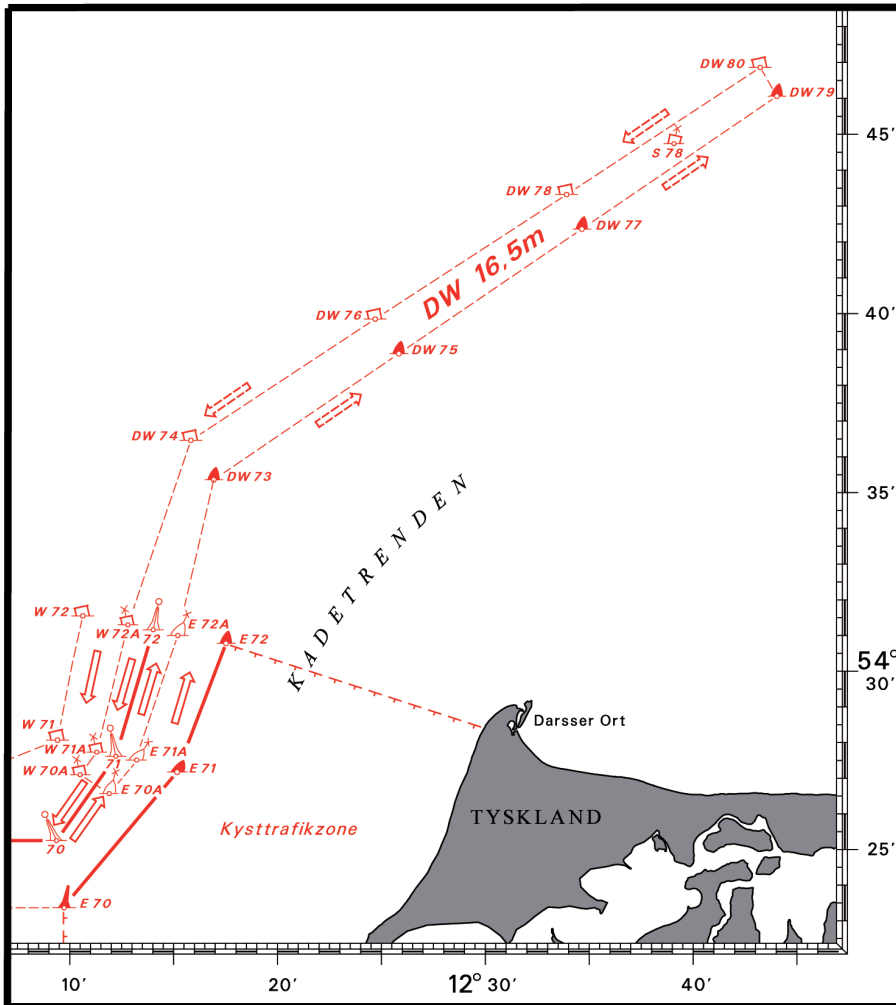 DW 80
DW 79
45′
S 78
DW 78
DW 77
DW 16,5m
40′
DW 76
DW 75
DW 74
DW 73
35′
KADETRENDEN
W 72
W 72A
72
E 72A
E 72
54°
30′
Darsser Ort
W 71
W 71A
71
E 71A
E 71
W 70A
E 70A
TYSKLAND
Kysttrafikzone
25′
70
E 70
10′
20′
12° 30′
40′